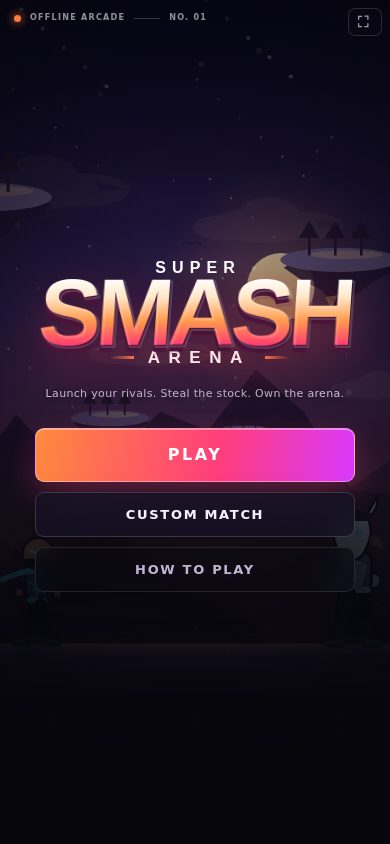 OFFLINE ARCADE NO. 01
SUPER
SMASH
ARENA
Launch your rivals. Steal the stock. Own the arena.
PLAY
CUSTOM MATCH
HOW TO PLAY